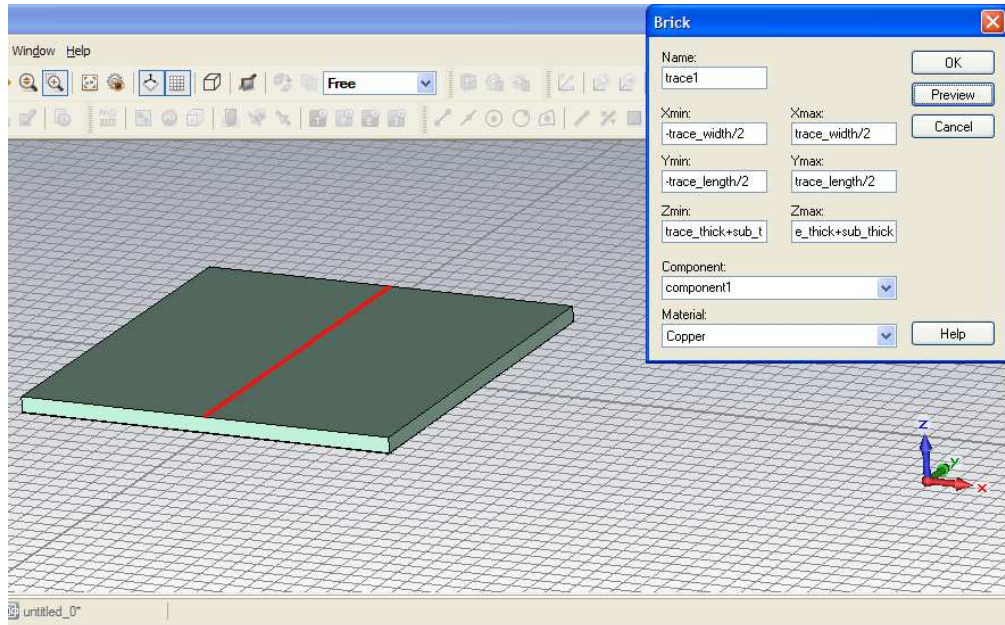 Brick
Window Help
Name:
trace1
OK
Free
Preview
Xmin:
Xmax:
Cancel
-trace_width/2
trace_width/2
Ymin:
Ymax:
-trace_length/2
trace_length/2
Zmin:
Zmax:
trace_thick+sub_t
e_thick+sub_thick
Component:
component1
Material:
Copper
Help
z
y
x
untitled_0*